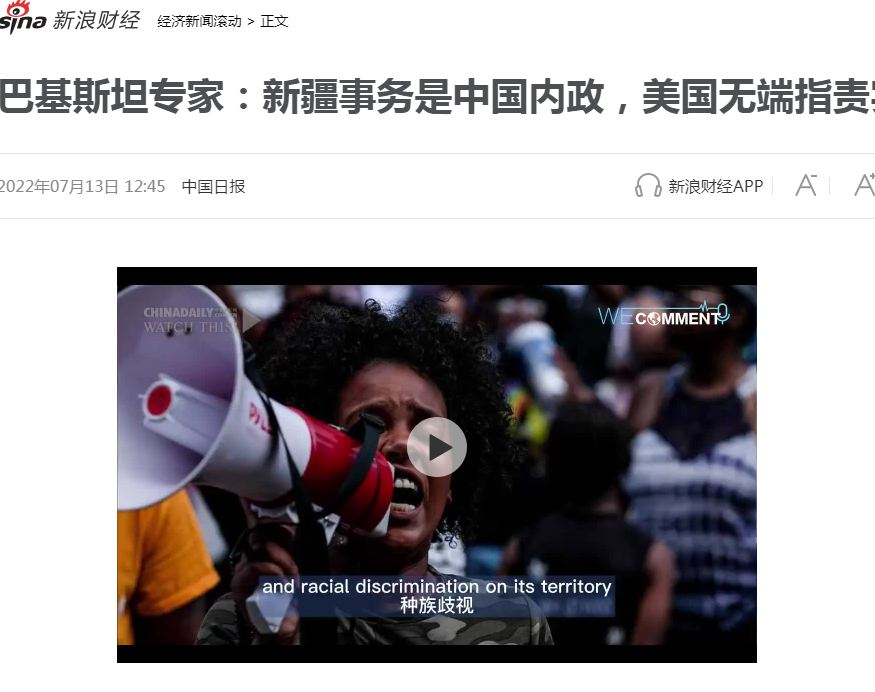 sina 新浪财经 经济新闻滚动 > 正文
巴基斯坦专家：新疆事务是中国内政，美国无端指责
2022年07月13日 12:45 中国日报 新浪财经APP A- A+
CHINADAILY
WATCH THIS
WECOMMENT
and racial discrimination on its territory
种族歧视